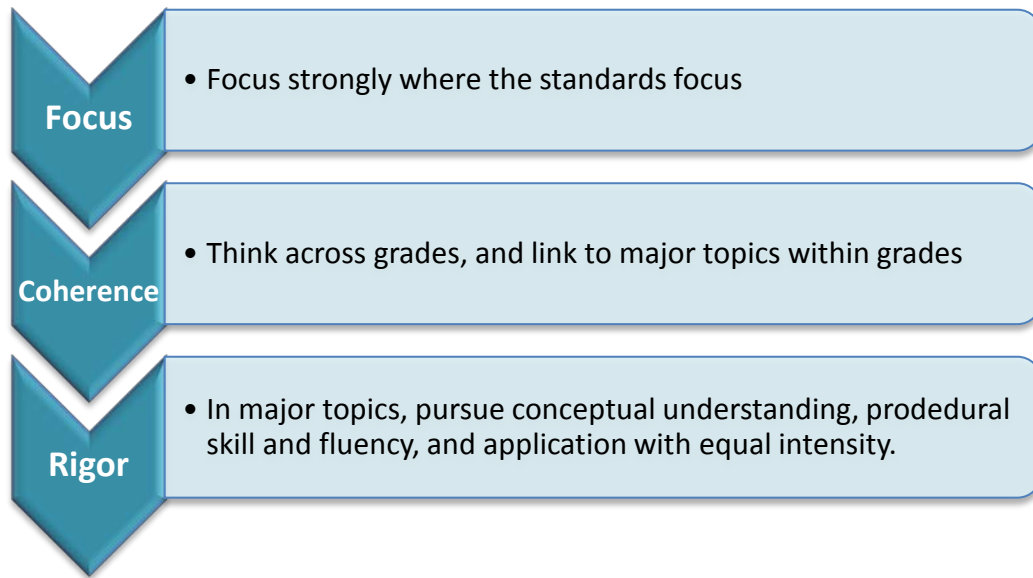 Focus
• Focus strongly where the standards focus
Coherence
• Think across grades, and link to major topics within grades
Rigor
• In major topics, pursue conceptual understanding, prodedural
skill and fluency, and application with equal intensity.